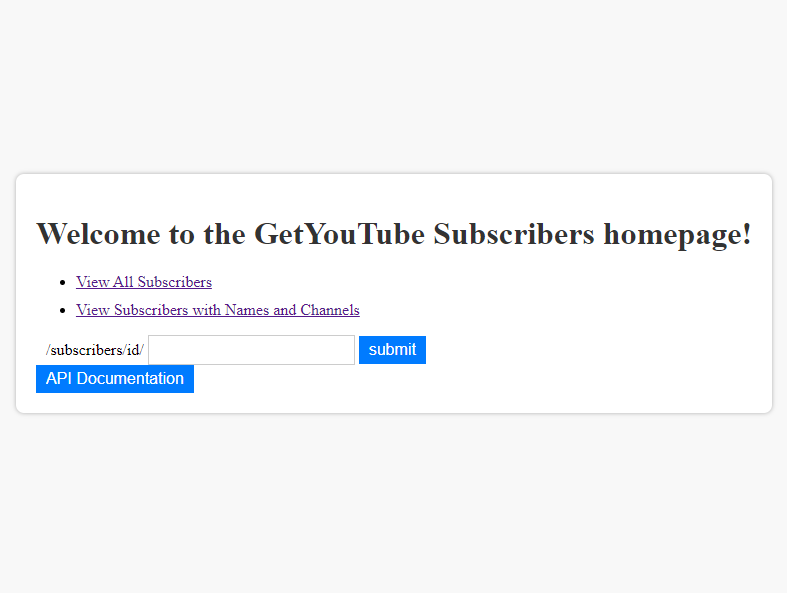 Welcome to the GetYouTube Subscribers homepage!
View All Subscribers
View Subscribers with Names and Channels
/subscribers/id/ submit
API Documentation